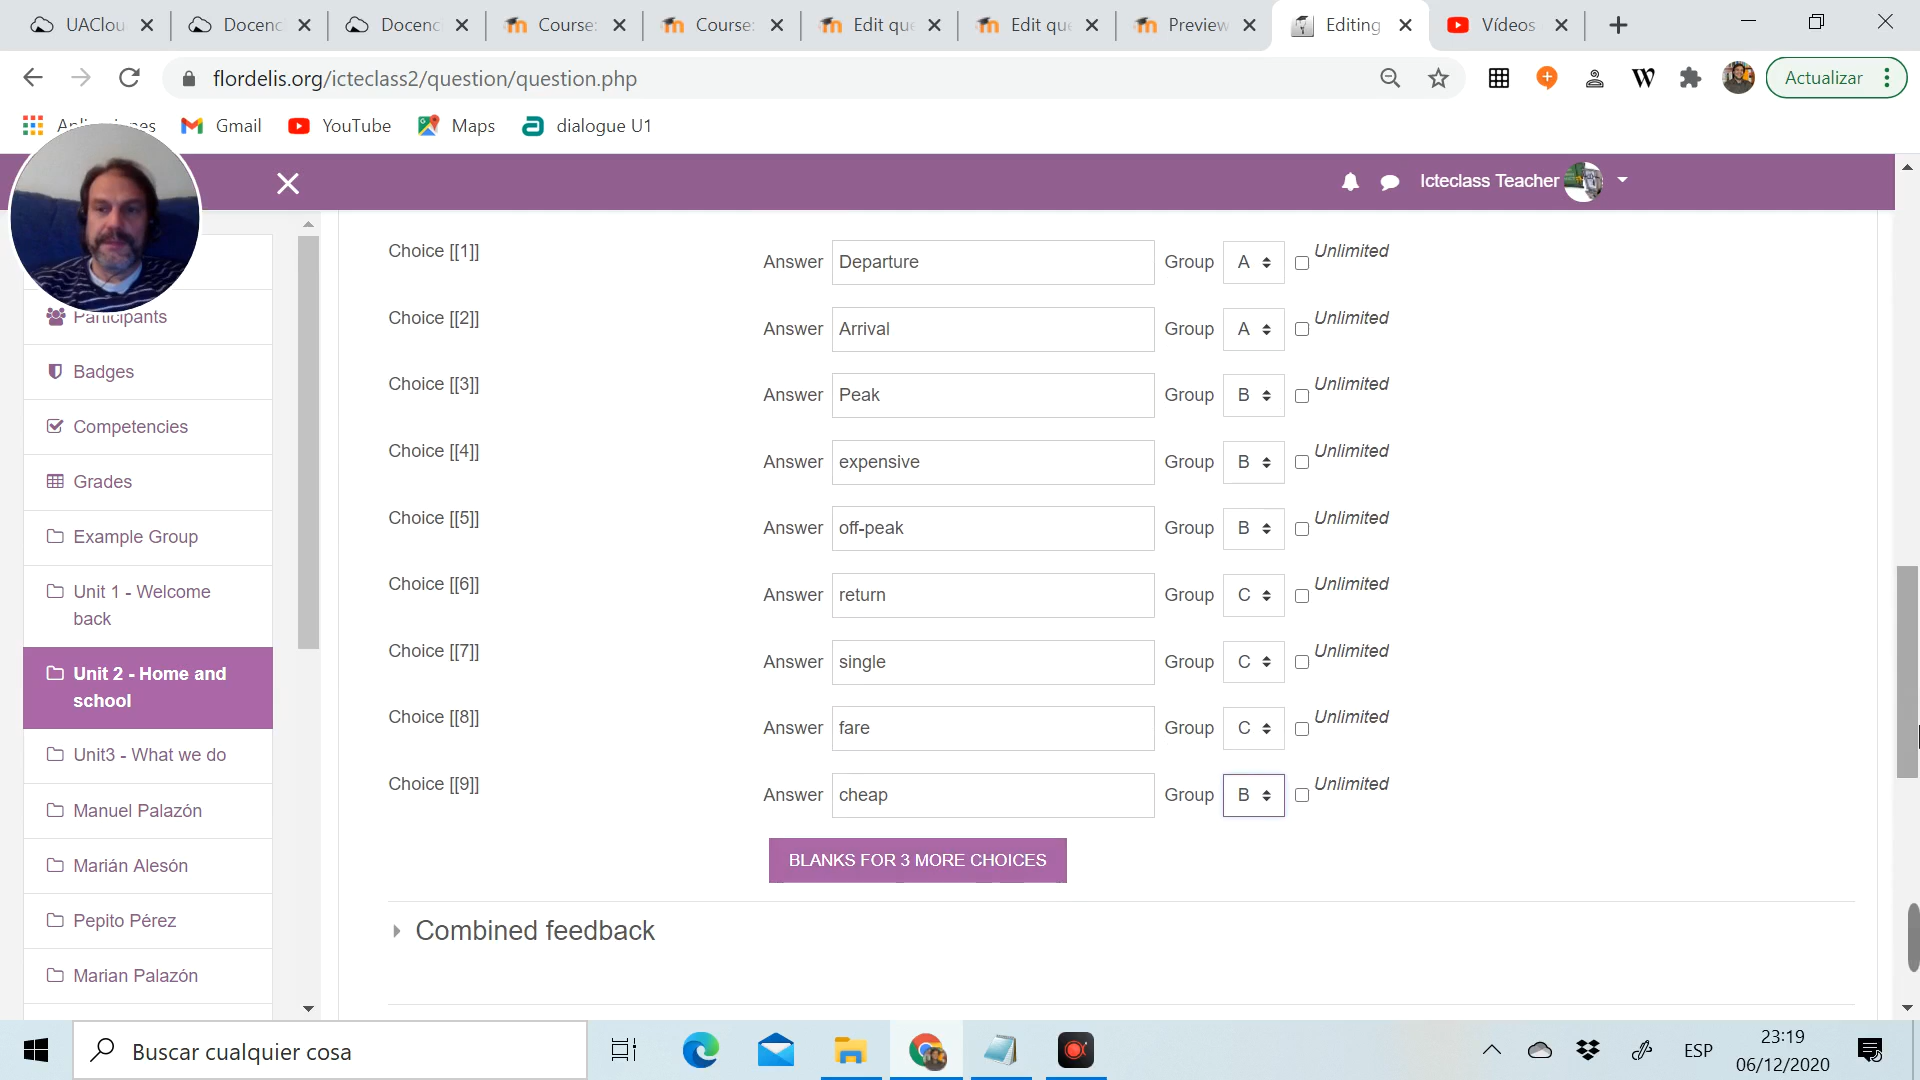 UAClou
Docenc
Docenc
Course:
Course:
Edit que
Edit que
Preview
Editing
Vídeos
flordelis.org/icteclass2/question/question.php
Actualizar
Gmail
YouTube
Maps
dialogue U1
Icteclass Teacher
Participants
Badges
Competencies
Grades
Example Group
Unit 1 - Welcome
back
Unit 2 - Home and
school
Unit3 - What we do
Manuel Palazón
Marián Alesón
Pepito Pérez
Marian Palazón
Choice [[1]] Answer Departure Group A Unlimited
Choice [[2]] Answer Arrival Group A Unlimited
Choice [[3]] Answer Peak Group B Unlimited
Choice [[4]] Answer expensive Group B Unlimited
Choice [[5]] Answer off-peak Group B Unlimited
Choice [[6]] Answer return Group C Unlimited
Choice [[7]] Answer single Group C Unlimited
Choice [[8]] Answer fare Group C Unlimited
Choice [[9]] Answer cheap Group B Unlimited
BLANKS FOR 3 MORE CHOICES
Combined feedback
Buscar cualquier cosa
ESP
23:19
06/12/2020